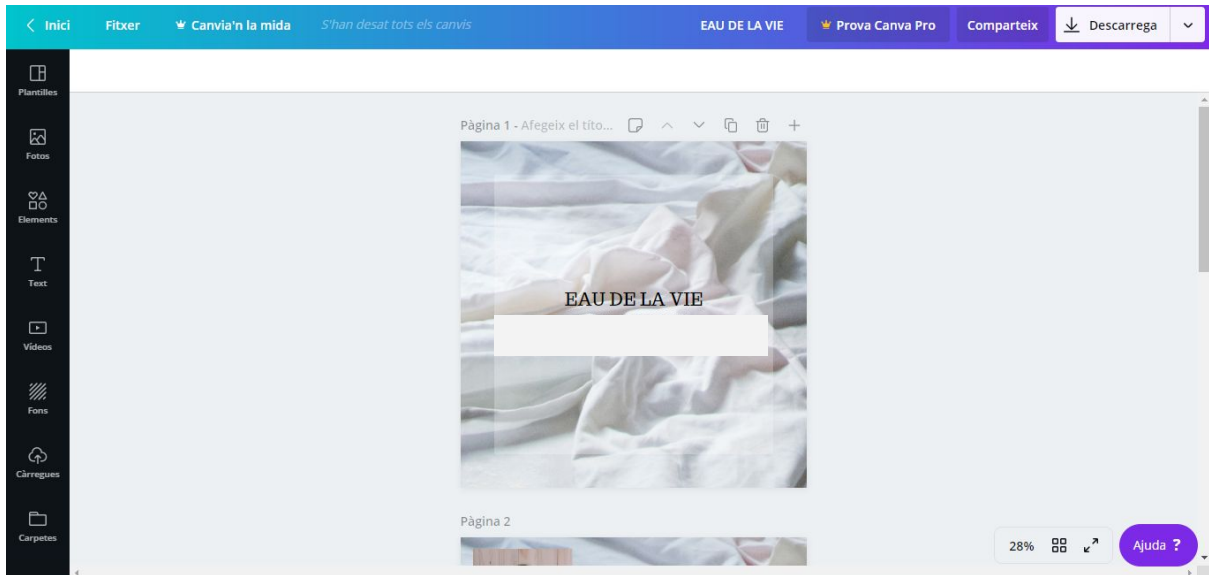 Inici Fitxer Canvia'n la mida S'han desat tots els canvis EAU DE LA VIE Prova Canva Pro Comparteix Descarrega
Plantilles
Fotos
Elements
Text
Vídeos
Fons
Càrregues
Carpetes
Pàgina 1 - Afegeix el títo...
EAU DE LA VIE
Pàgina 2
28% Ajuda ?